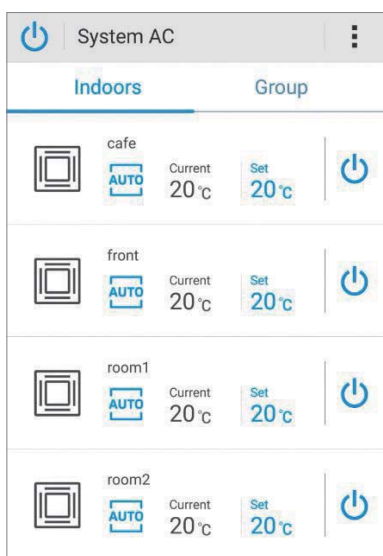 System AC
Indoors Group
cafe
AUTO Current 20 °C Set 20 °C
front
AUTO Current 20 °C Set 20 °C
room1
AUTO Current 20 °C Set 20 °C
room2
AUTO Current 20 °C Set 20 °C